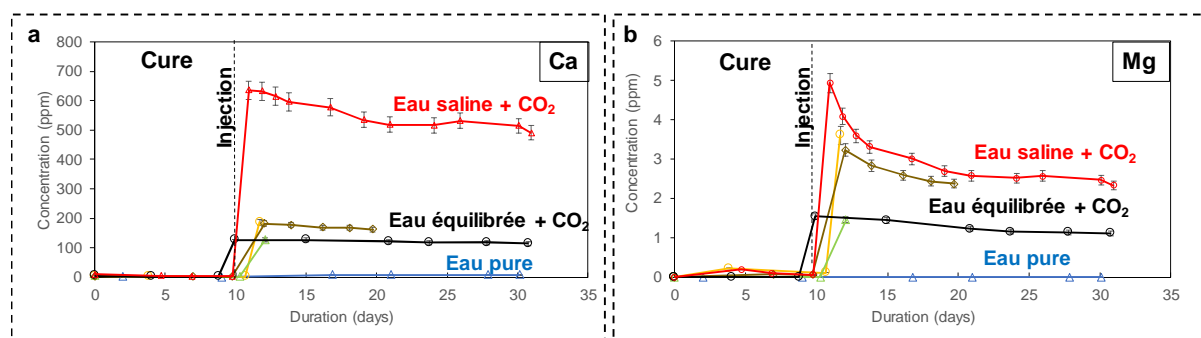 a
Ca
Cure
Injection
Eau saline + CO2
Eau équilibrée + CO2
Eau pure
Concentration (ppm)
800
700
600
500
400
300
200
100
0
0 5 10 15 20 25 30 35
Duration (days)
b
Mg
Cure
Injection
Eau saline + CO2
Eau équilibrée + CO2
Eau pure
Concentration (ppm)
6
5
4
3
2
1
0
0 5 10 15 20 25 30 35
Duration (days)